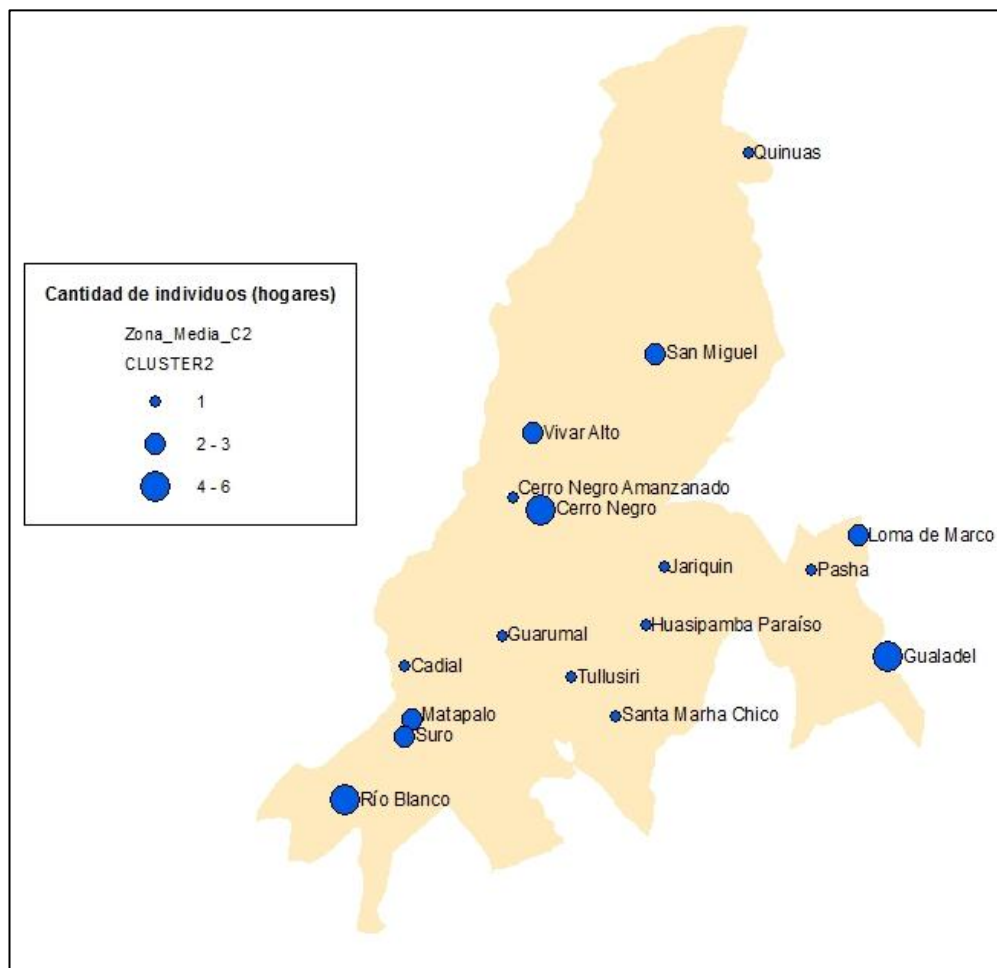 Quinuas
Cantidad de individuos (hogares)
Zona_Media_C2
CLUSTER2
1
2 - 3
4 - 6
San Miguel
Vivar Alto
Cerro Negro Amanzanado
Cerro Negro
Loma de Marco
Jariquin
Pasha
Huasipamba Paraíso
Guarumal
Gualadel
Cadial
Tullusiri
Matapalo
Santa Marha Chico
Suro
Río Blanco